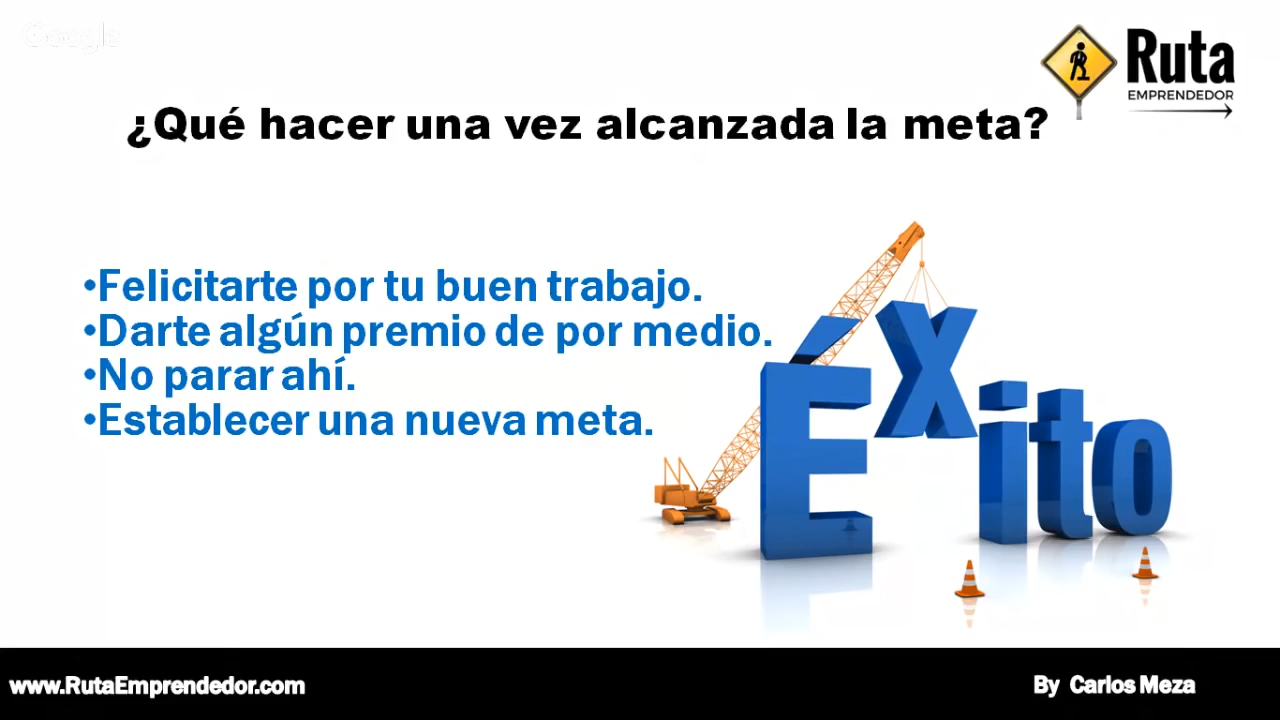 Google
Ruta
EMPRENDEDOR
¿Qué hacer una vez alcanzada la meta?
•Felicitarte por tu buen trabajo.
•Darte algún premio de por medio.
•No parar ahí.
•Establecer una nueva meta.
Éxito
www.RutaEmprendedor.com
By Carlos Meza